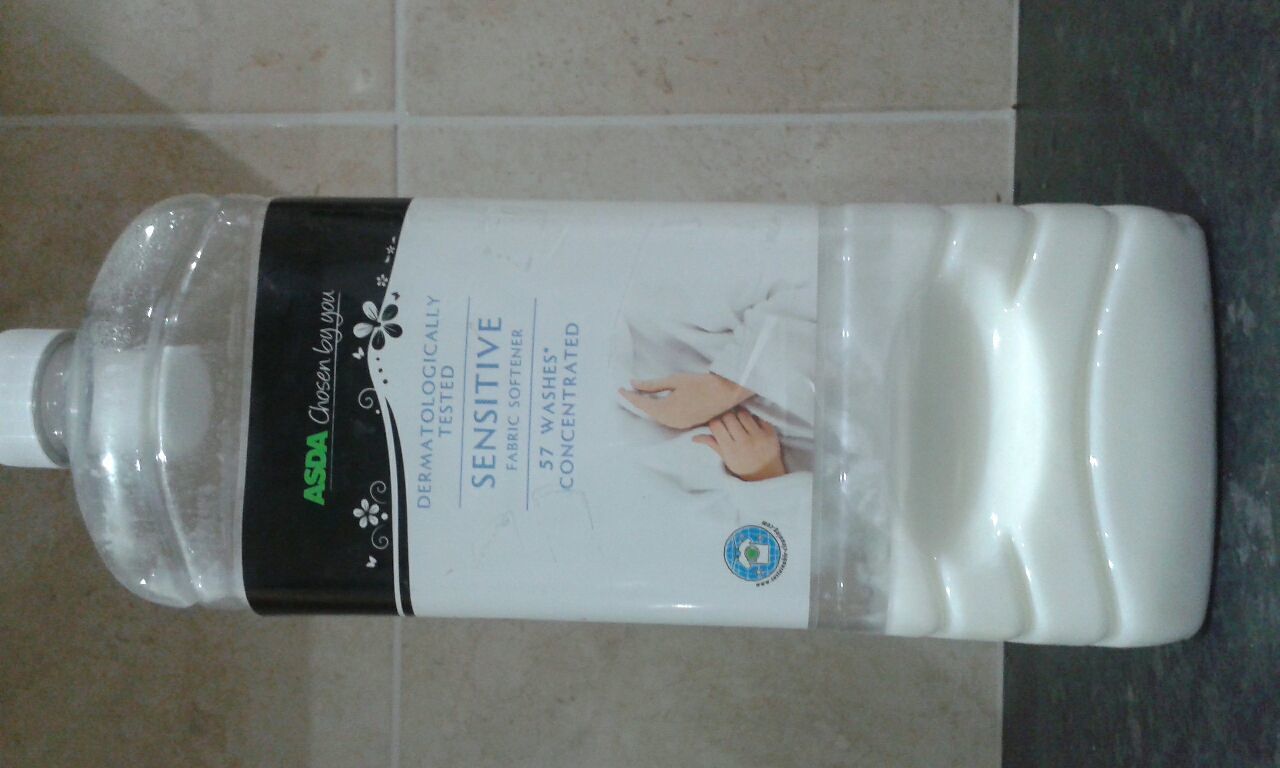 ASDA Chosen by you
DERMATOLOGICALLY
TESTED
SENSITIVE
FABRIC SOFTENER
57 WASHES*
CONCENTRATED